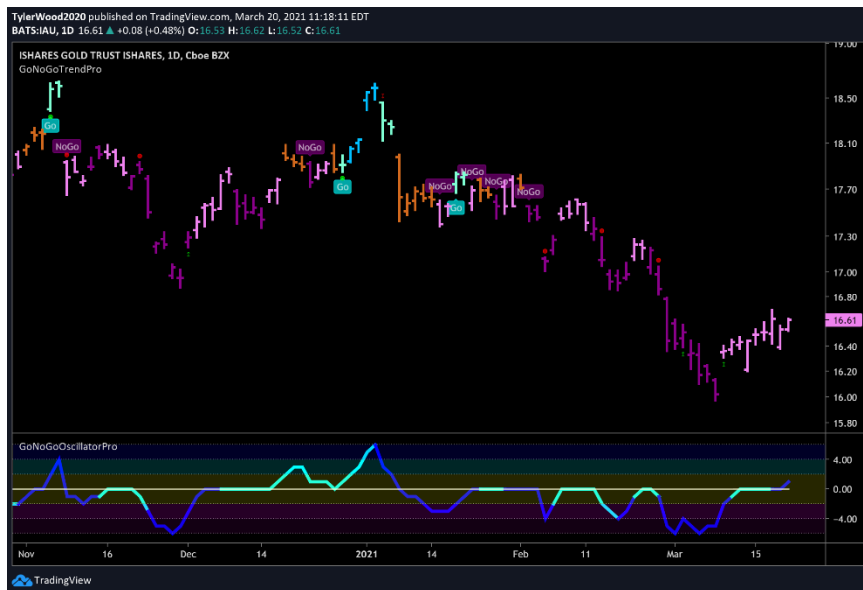 TylerWood2020 published on TradingView.com, March 20, 2021 11:18:11 EDT
BATS:IAU, 1D 16.61 ▲ +0.08 (+0.48%) O:16.53 H:16.62 L:16.52 C:16.61
ISHARES GOLD TRUST ISHARES, 1D, Cboe BZX
GoNoGoTrendPro
19.00
18.50
18.10
17.70
17.30
17.00
16.80
16.61
16.40
16.20
16.00
15.80
Go
NoGo
NoGo
Go
NoGo
NoGo
NoGo
NoGo
Go
GoNoGoOscillatorPro
4.00
0.00
−4.00
Nov 16 Dec 14 2021 14 Feb 11 Mar 15
TradingView